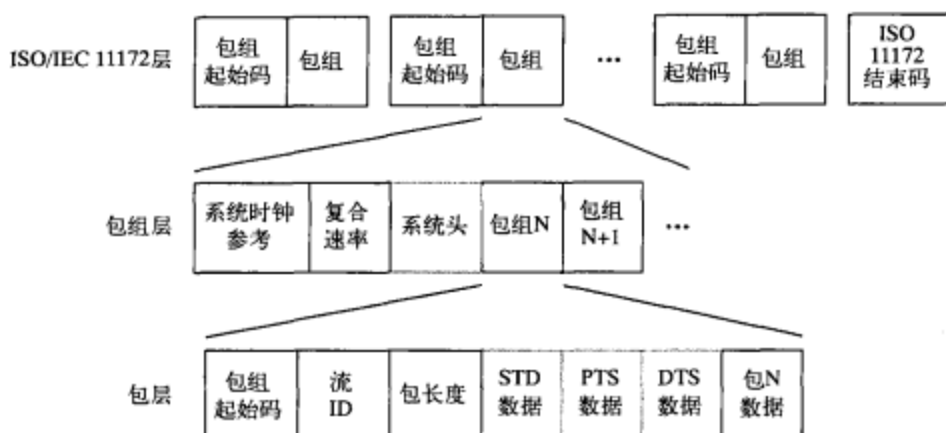 ISO/IEC 11172层
包组
起始码
包组
包组
起始码
包组
...
包组
起始码
包组
ISO
11172
结束码
包组层
系统时钟
参考
复合
速率
系统头
包组N
包组
N+1
...
包层
包组
起始码
流
ID
包长度
STD
数据
PTS
数据
DTS
数据
包N
数据